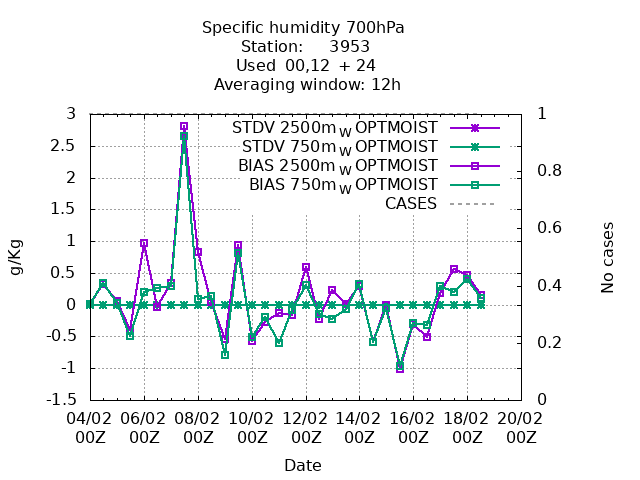 Specific humidity 700hPa
Station: 3953
Used 00,12 + 24
Averaging window: 12h
STDV 2500m_W OPTMOIST
STDV 750m_W OPTMOIST
BIAS 2500m_W OPTMOIST
BIAS 750m_W OPTMOIST
CASES
3
2.5
2
1.5
1
0.5
0
-0.5
-1
-1.5
g/Kg
1
0.8
0.6
0.4
0.2
0
No cases
04/02 06/02 08/02 10/02 12/02 14/02 16/02 18/02 20/02
00Z 00Z 00Z 00Z 00Z 00Z 00Z 00Z 00Z
Date